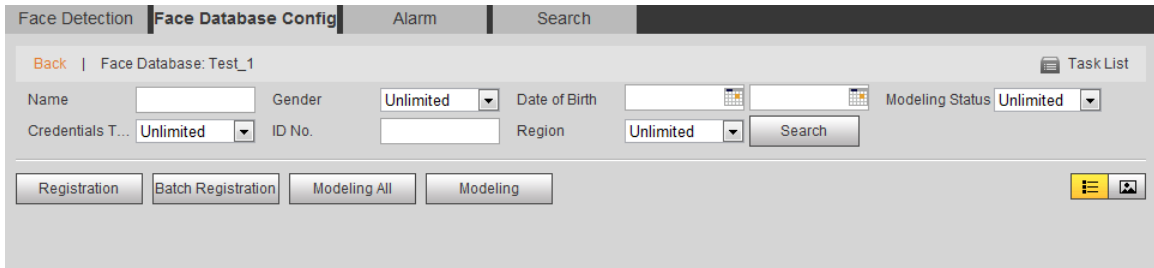 Face Detection Face Database Config Alarm Search
Back | Face Database: Test_1 Task List
Name Gender Unlimited Date of Birth Modeling Status Unlimited
Credentials T... Unlimited ID No. Region Unlimited Search
Registration Batch Registration Modeling All Modeling